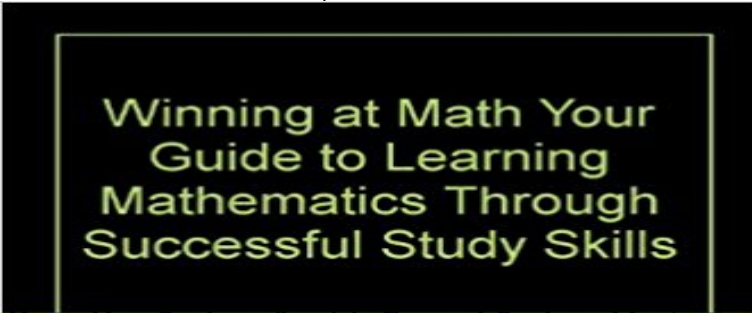 Winning at Math Your
Guide to Learning
Mathematics Through
Successful Study Skills